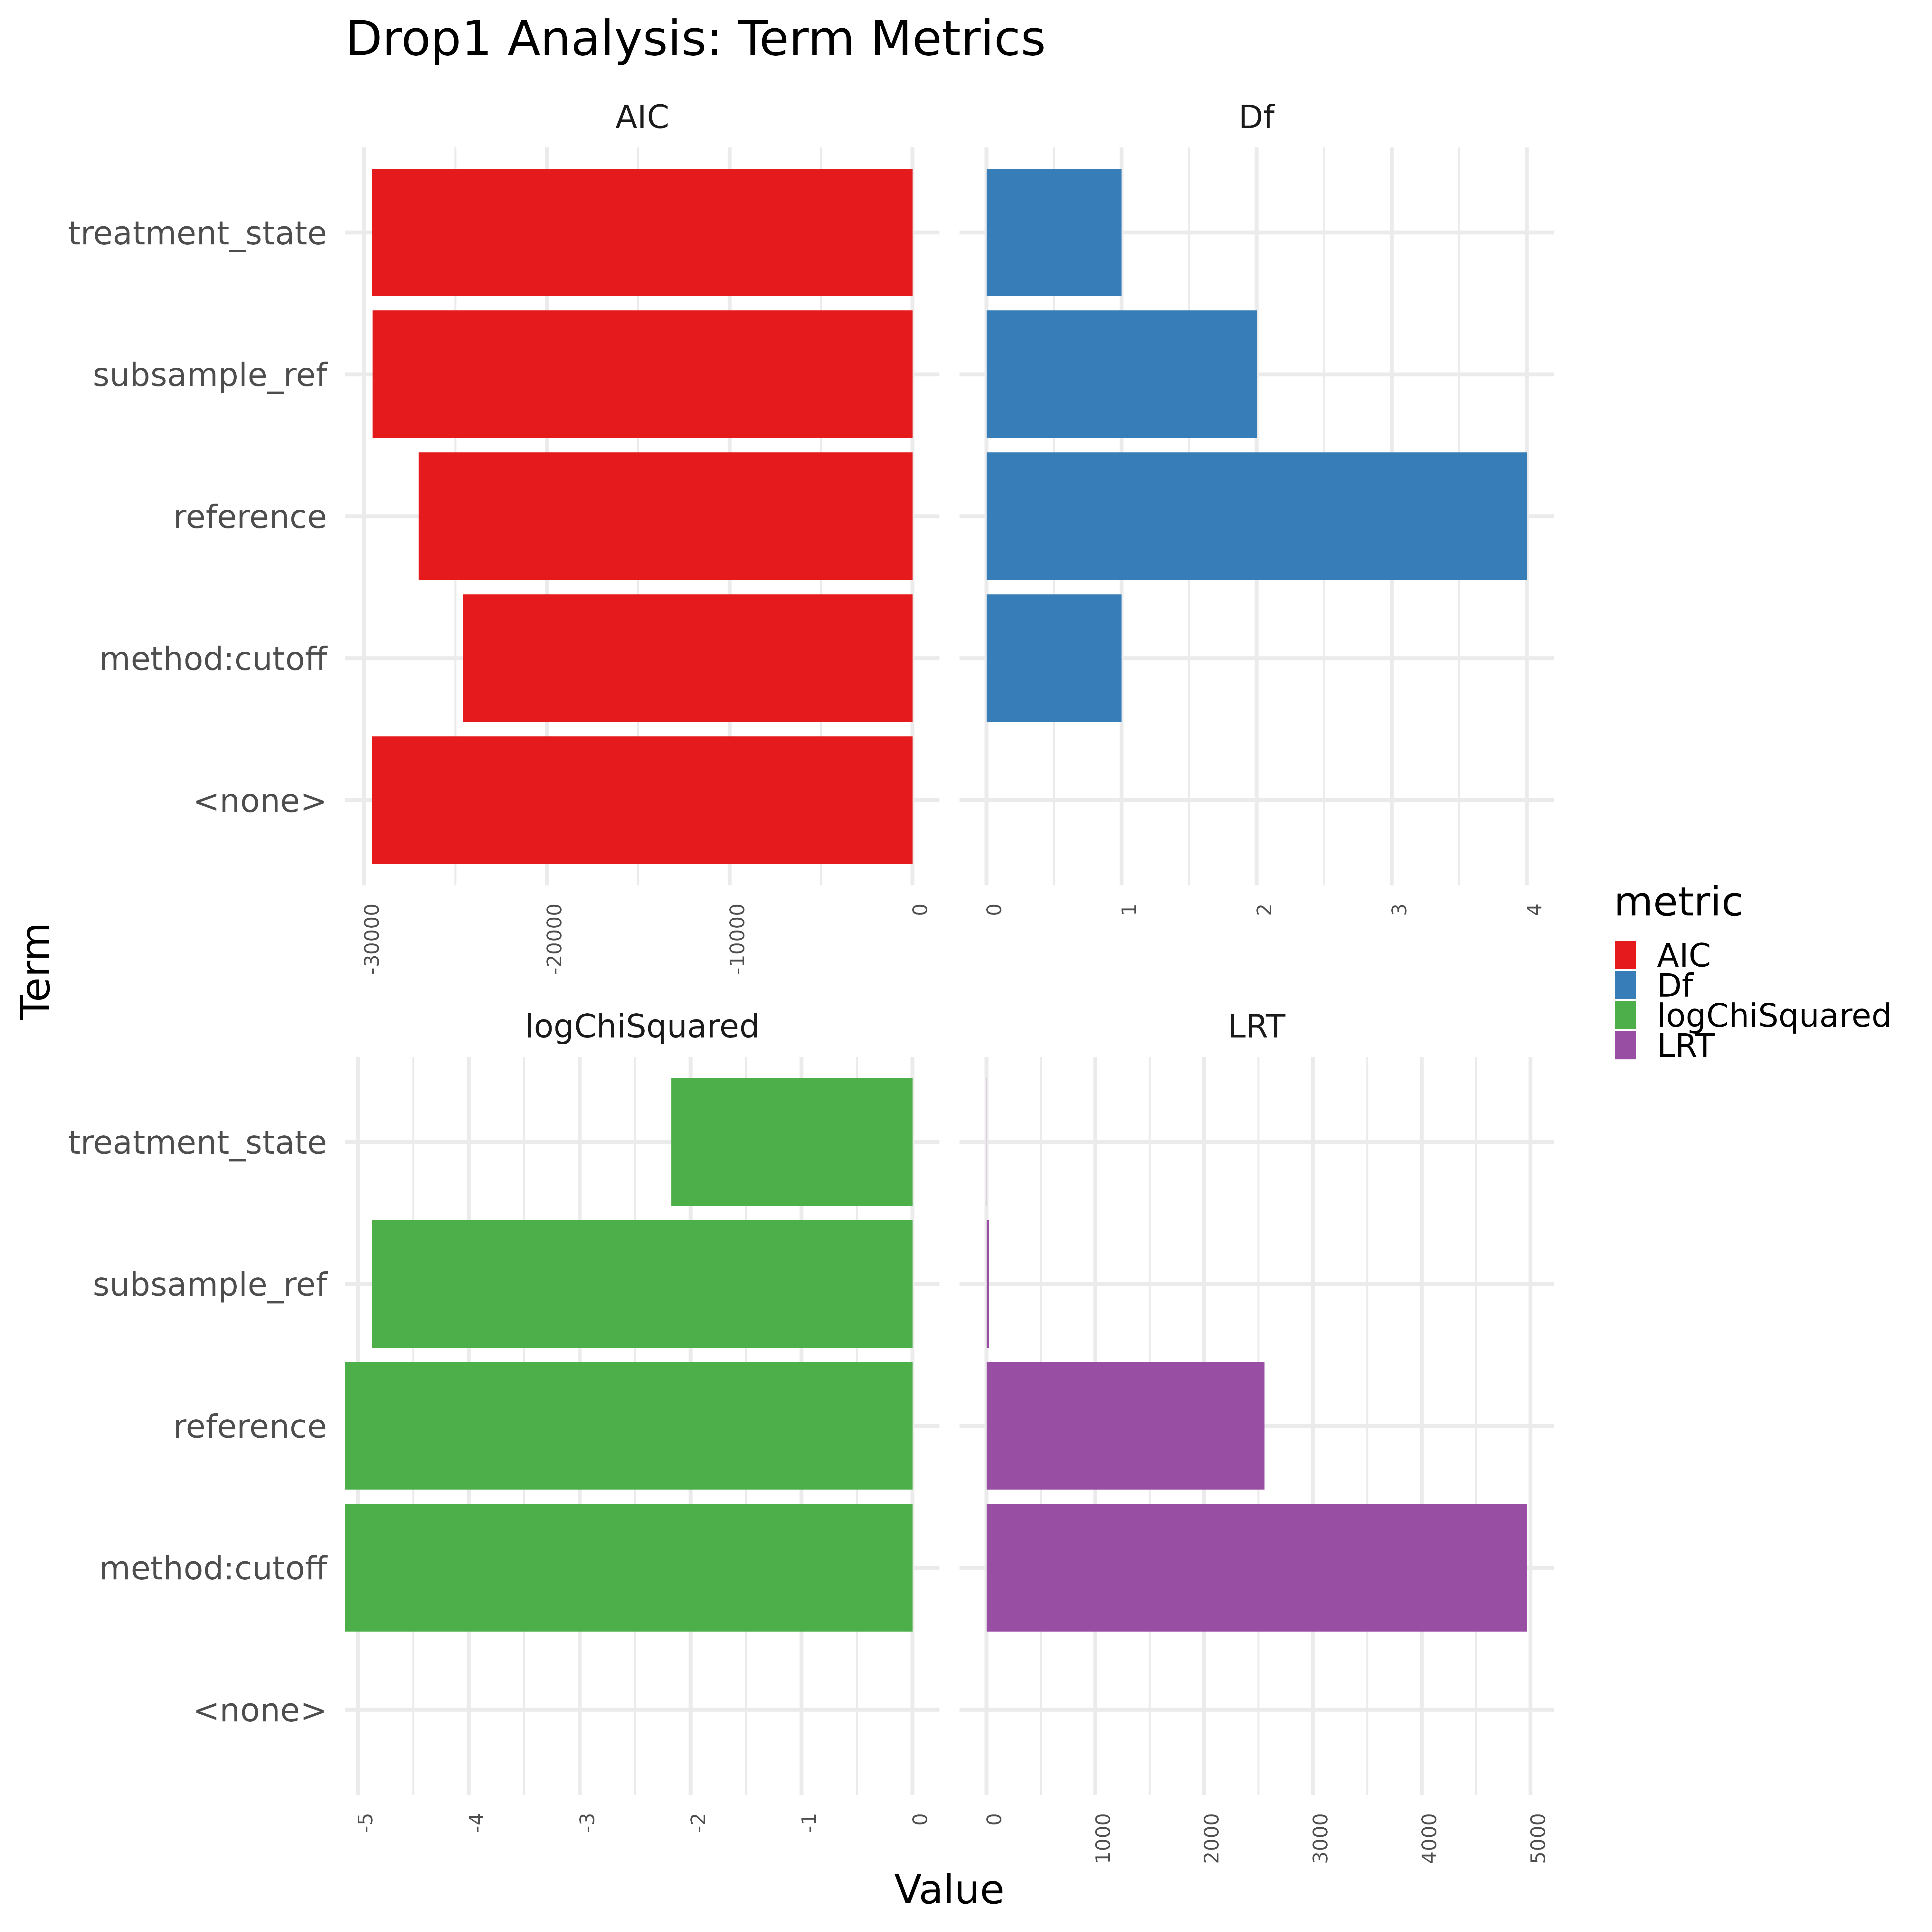 Drop1 Analysis: Term Metrics
AIC
Df
treatment_state
subsample_ref
reference
method:cutoff
<none>
-30000
-20000
-10000
0
0
1
2
3
4
Term
metric
AIC
Df
logChiSquared
LRT
logChiSquared
LRT
treatment_state
subsample_ref
reference
method:cutoff
<none>
-5
-4
-3
-2
-1
0
0
1000
2000
3000
4000
5000
Value